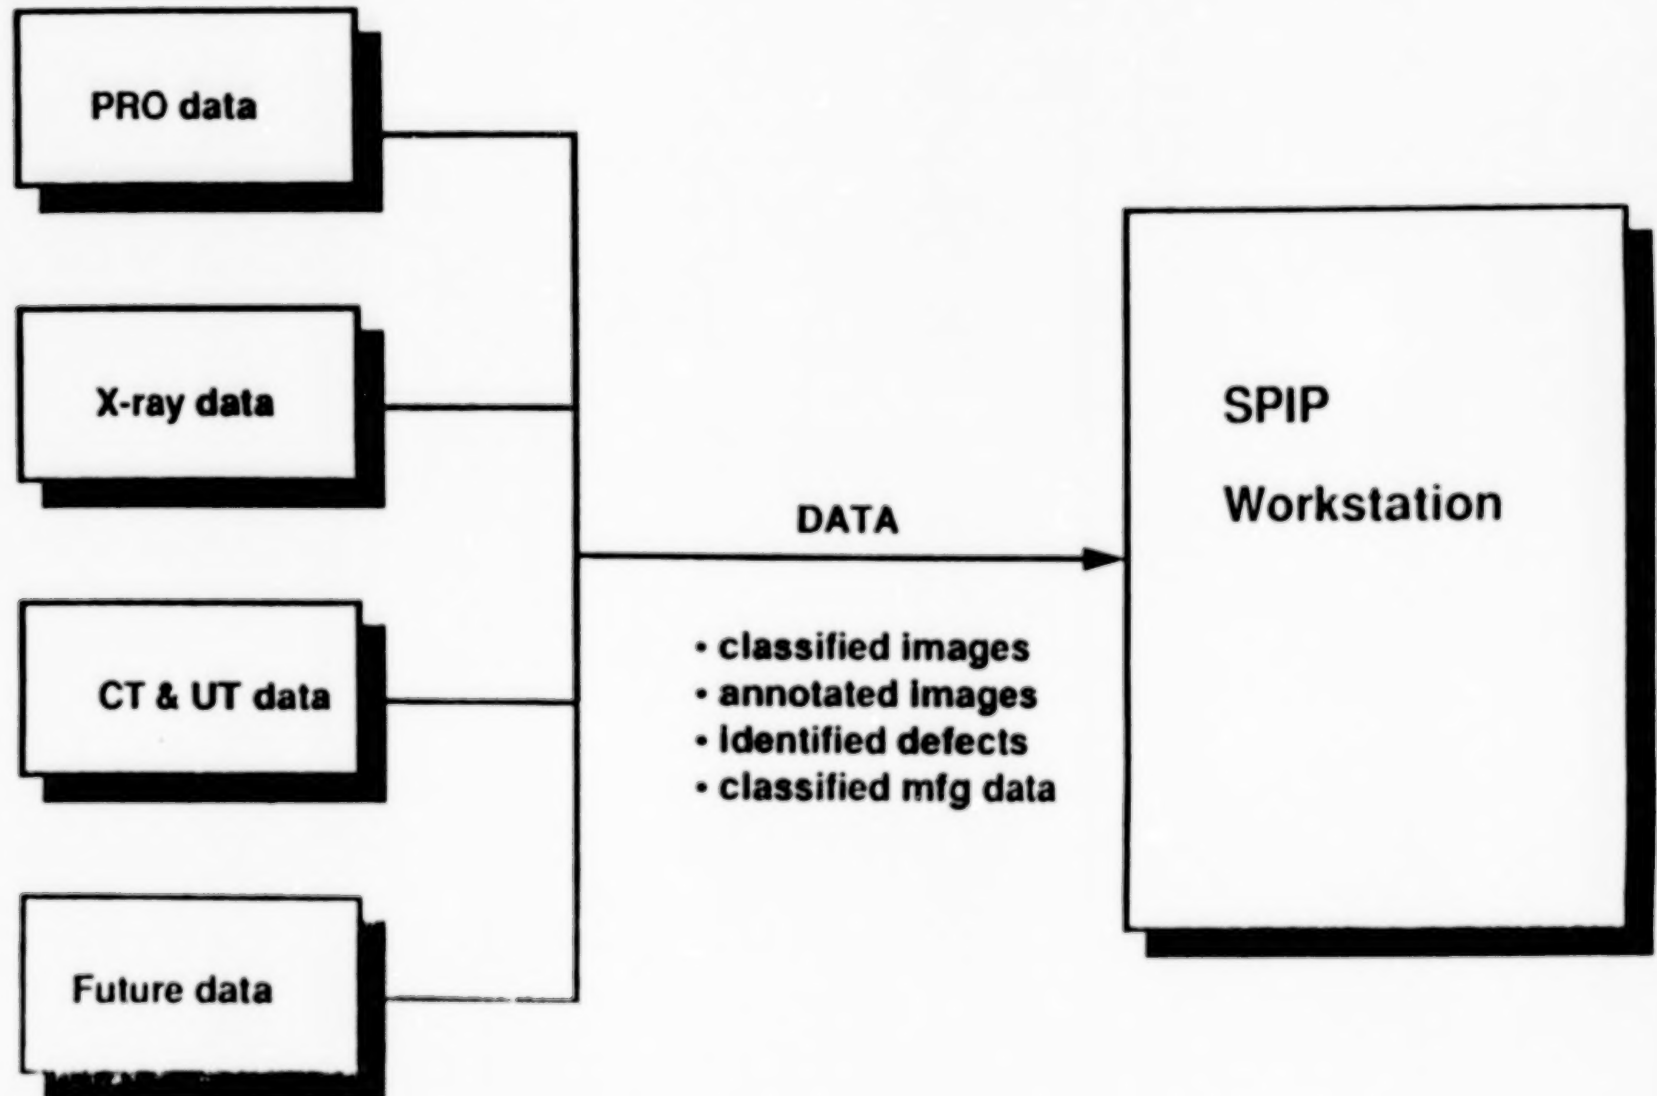 PRO data
X-ray data
CT & UT data
Future data
DATA
• classified images
• annotated images
• identified defects
• classified mfg data
SPIP
Workstation